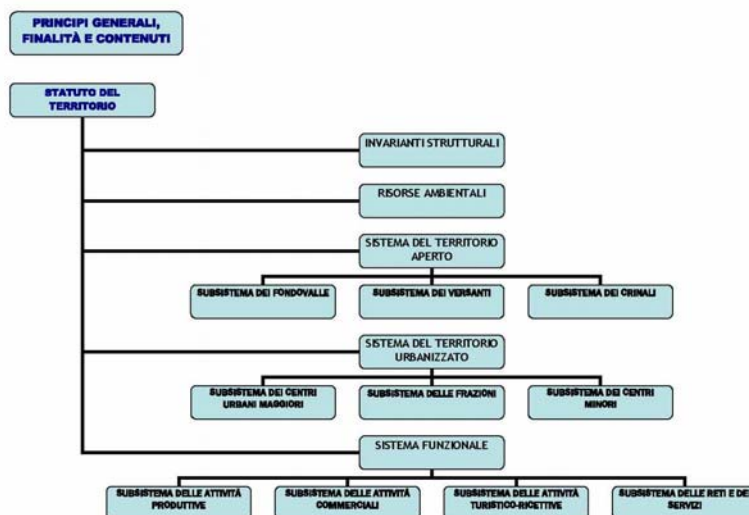 PRINCIPI GENERALI,
FINALITÀ E CONTENUTI
STATUTO DEL
TERRITORIO
INVARIANTI STRUTTURALI
RISORSE AMBIENTALI
SISTEMA DEL TERRITORIO
APERTO
SUBSISTEMA DEI FONDOVALLE
SUBSISTEMA DEI VERSANTI
SUBSISTEMA DEI CRINALI
SISTEMA DEL TERRITORIO
URBANIZZATO
SUBSISTEMA DEI CENTRI
URBANI MAGGIORI
SUBSISTEMA DELLE FRAZIONI
SUBSISTEMA DEI CENTRI
MINORI
SISTEMA FUNZIONALE
SUBSISTEMA DELLE ATTIVITÀ
PRODUTTIVE
SUBSISTEMA DELLE ATTIVITÀ
COMMERCIALI
SUBSISTEMA DELLE ATTIVITÀ
TURISTICO-RICETTIVE
SUBSISTEMA DELLE RETI E DEI
SERVIZI